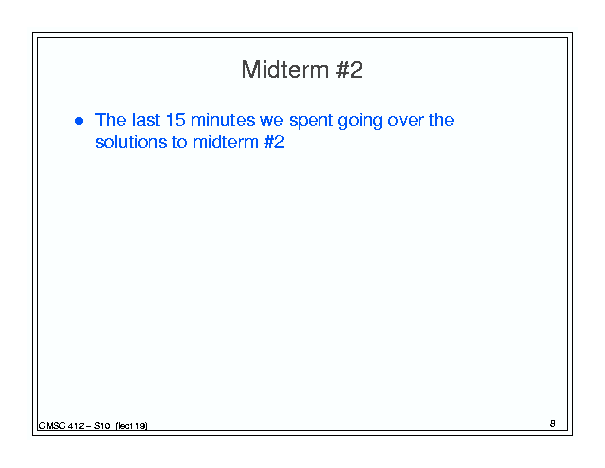 Midterm #2
● The last 15 minutes we spent going over the
solutions to midterm #2
CMSC 412 – S10 (lect 19)
8